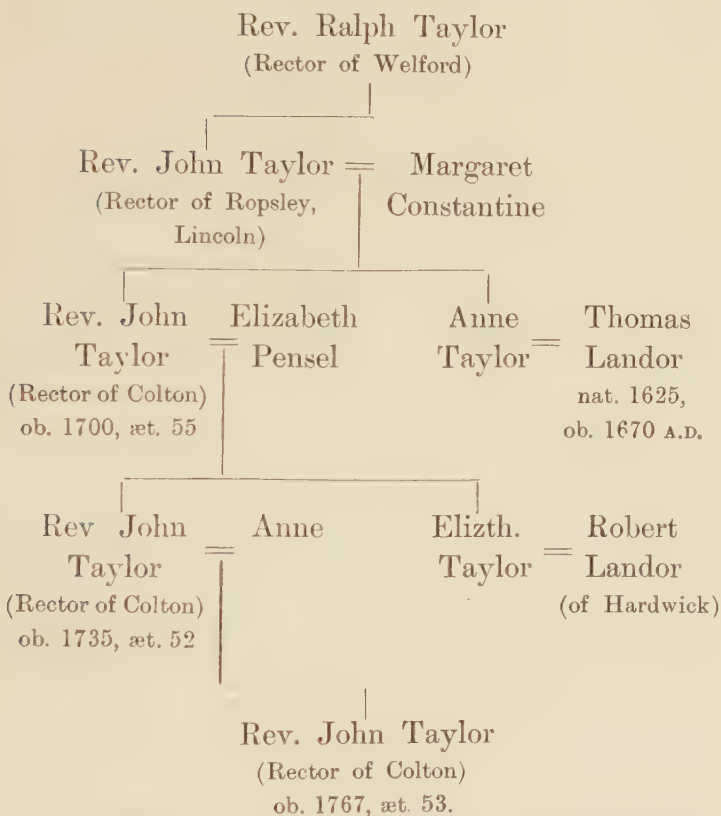 Rev. Ralph Taylor
(Rector of Welford)
Rev. John Taylor = Margaret
(Rector of Ropsley, Constantine
Lincoln)
Rev. John = Elizabeth Anne = Thomas
Taylor Pensel Taylor Landor
(Rector of Colton) nat. 1625,
ob. 1700, æt. 55 ob. 1670 A.D.
Rev John = Anne Elizth. = Robert
Taylor Taylor Landor
(Rector of Colton) (of Hardwick)
ob. 1735, æt. 52
Rev. John Taylor
(Rector of Colton)
ob. 1767, æt. 53.